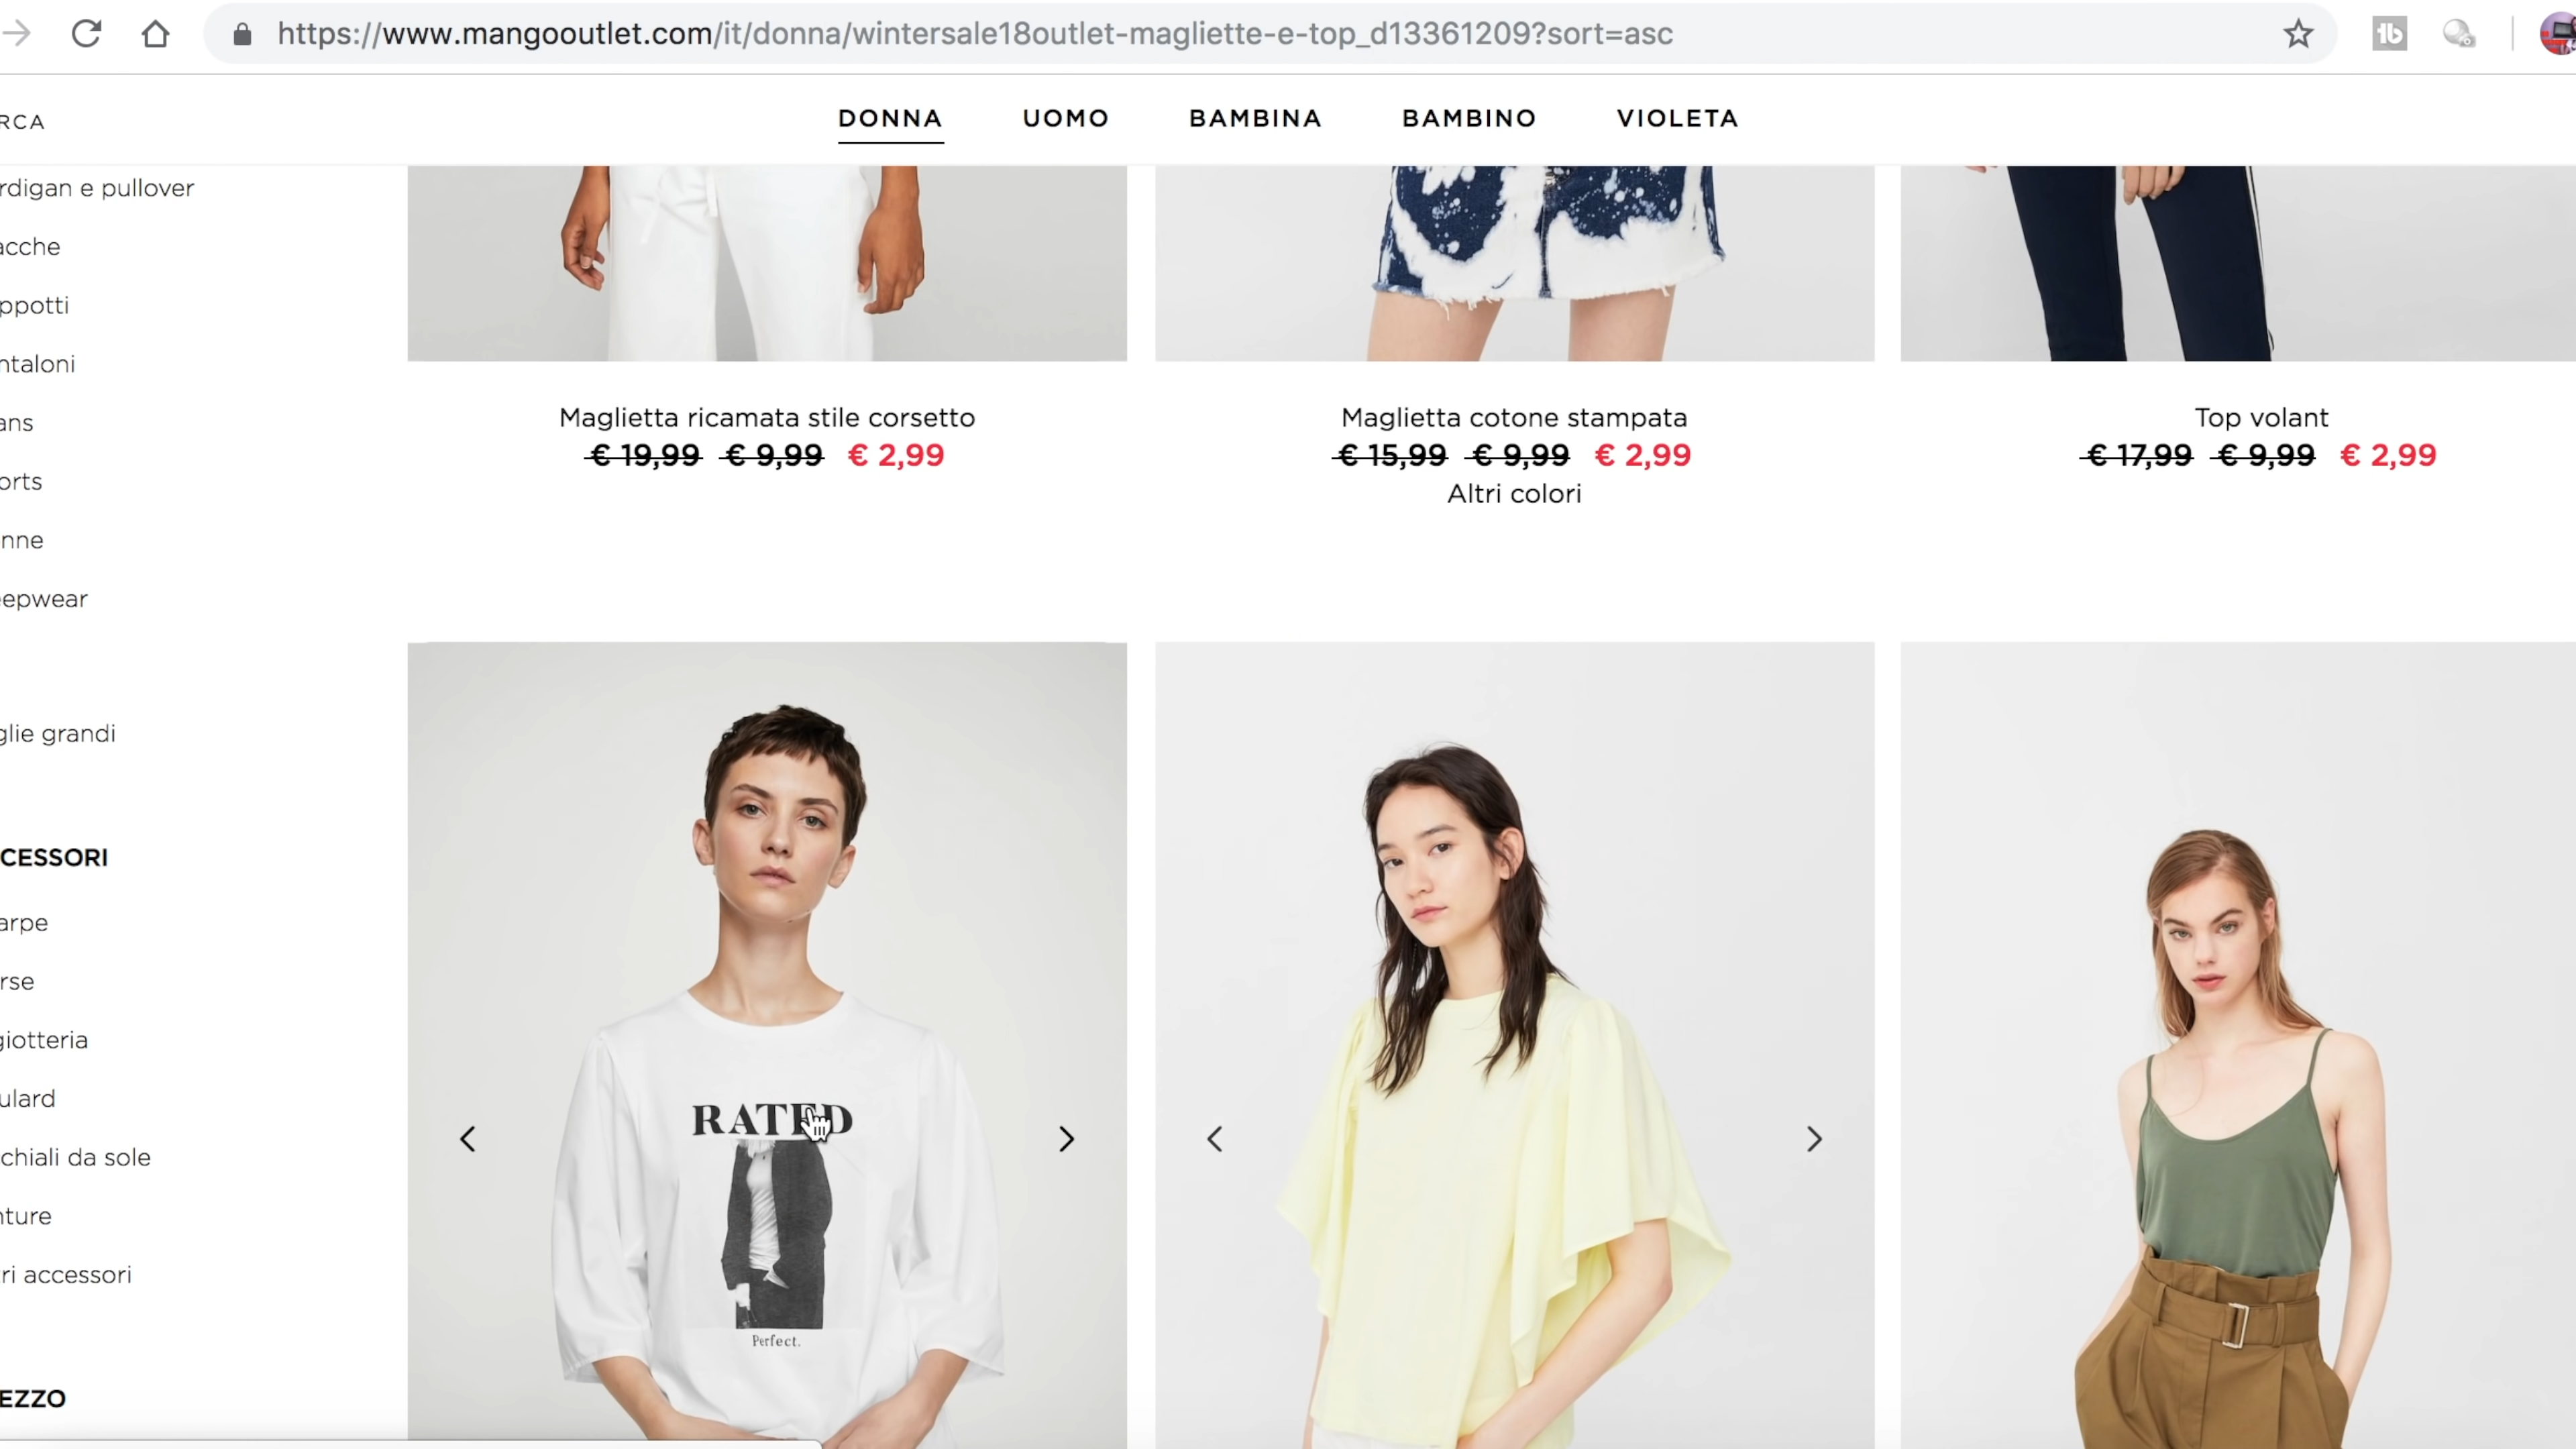 https://www.mangooutlet.com/it/donna/wintersale18outlet-magliette-e-top_d13361209?sort=asc
RCA
DONNA
UOMO
BAMBINA
BAMBINO
VIOLETA
rdigan e pullover
acche
ppotti
ntaloni
ans
orts
nne
eepwear
glie grandi
CESSORI
arpe
rse
giotteria
ulard
chiali da sole
nture
tri accessori
EZZO
Maglietta ricamata stile corsetto
€ 19,99 € 9,99 € 2,99
Maglietta cotone stampata
€ 15,99 € 9,99 € 2,99
Altri colori
Top volant
€ 17,99 € 9,99 € 2,99
RATED
Perfect.